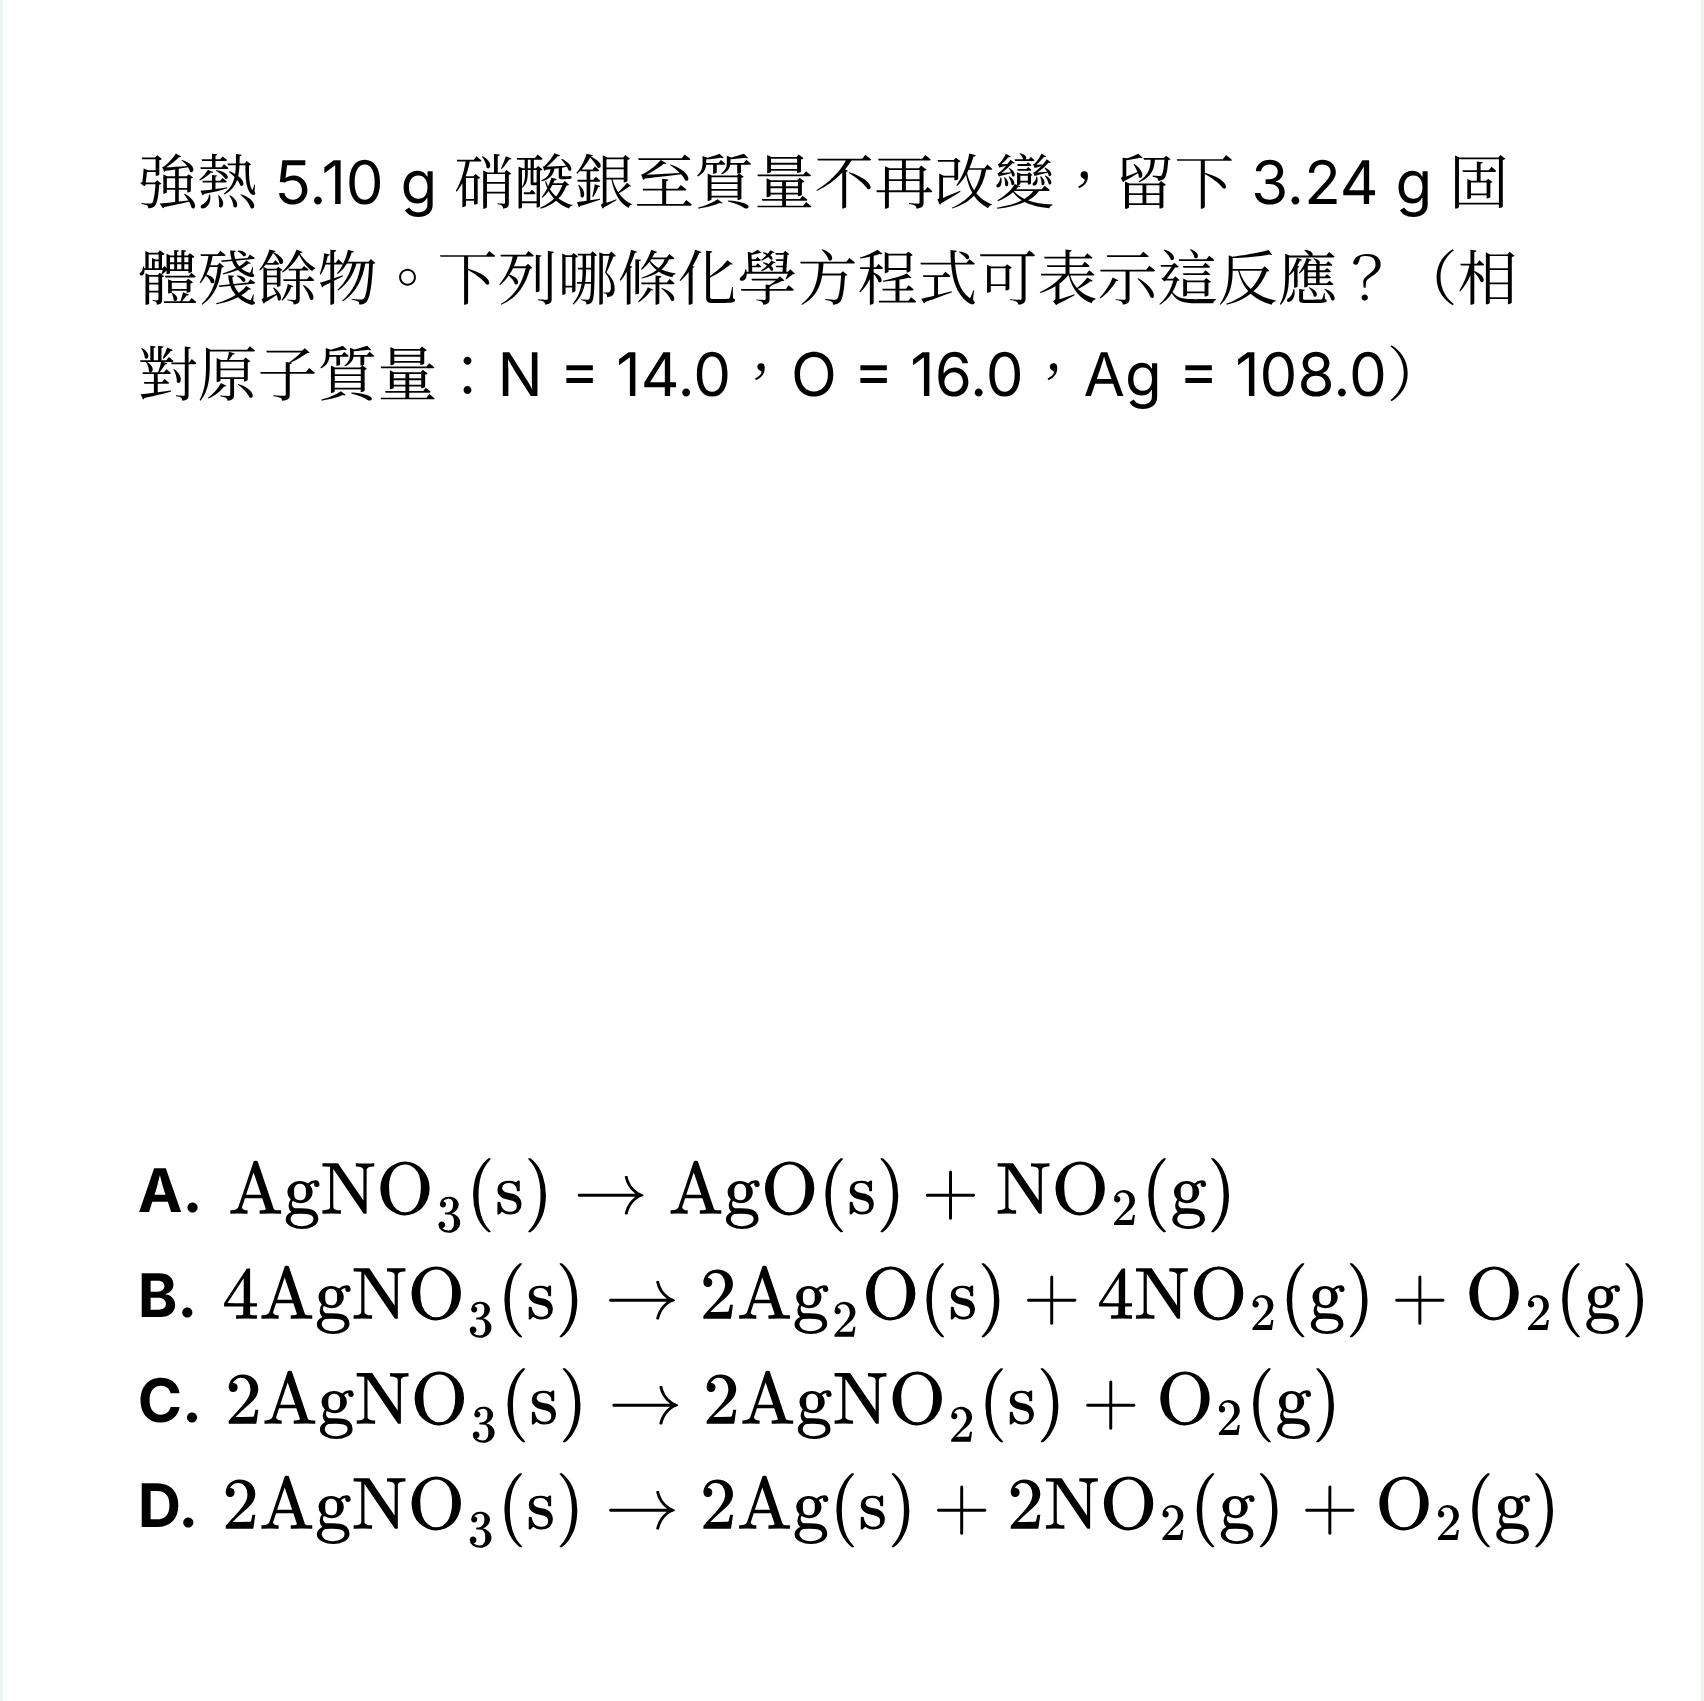 強熱 5.10 g 硝酸銀至質量不再改變，留下 3.24 g 固
體殘餘物。下列哪條化學方程式可表示這反應？（相
對原子質量：N = 14.0，O = 16.0，Ag = 108.0）
A. AgNO₃(s) → AgO(s) + NO₂(g)
B. 4AgNO₃(s) → 2Ag₂O(s) + 4NO₂(g) + O₂(g)
C. 2AgNO₃(s) → 2AgNO₂(s) + O₂(g)
D. 2AgNO₃(s) → 2Ag(s) + 2NO₂(g) + O₂(g)